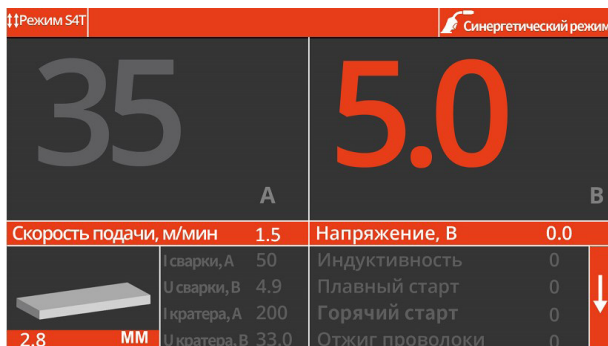 Режим S4T
Синергетический режим
35
A
5.0
В
Скорость подачи, м/мин 1.5
Напряжение, В 0.0
I сварки, А 50
U сварки, В 4.9
I кратера, А 200
U кратера, В 33.0
Индуктивность 0
Плавный старт 0
Горячий старт 0
Отжиг проволоки 0
2.8 ММ